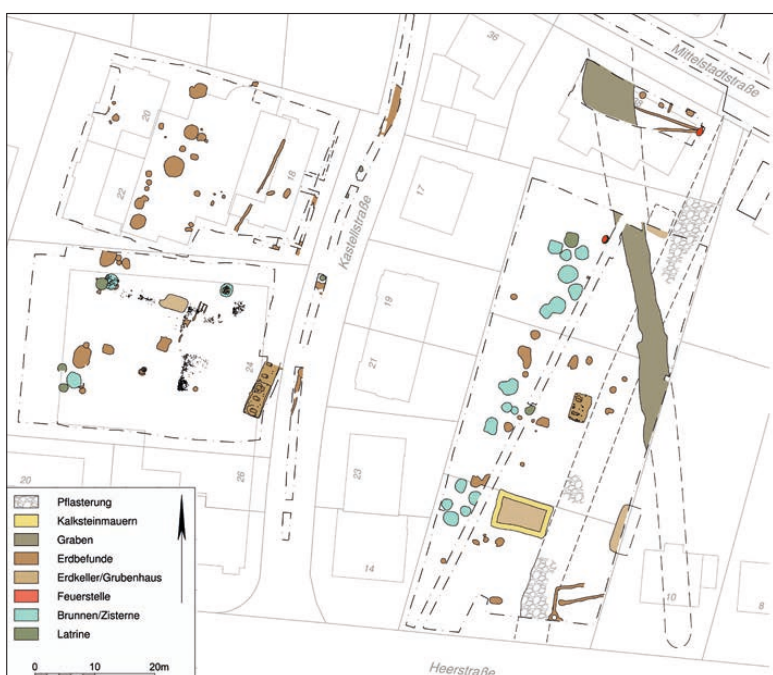 36
Mittelstadtstraße
20
22
18
17
Kastellstraße
19
21
24
26
20
23
14
10
8
Heerstraße
Pflasterung
Kalksteinmauern
Graben
Erdbefunde
Erdkeller/Grubenhaus
Feuerstelle
Brunnen/Zisterne
Latrine
0 10 20m